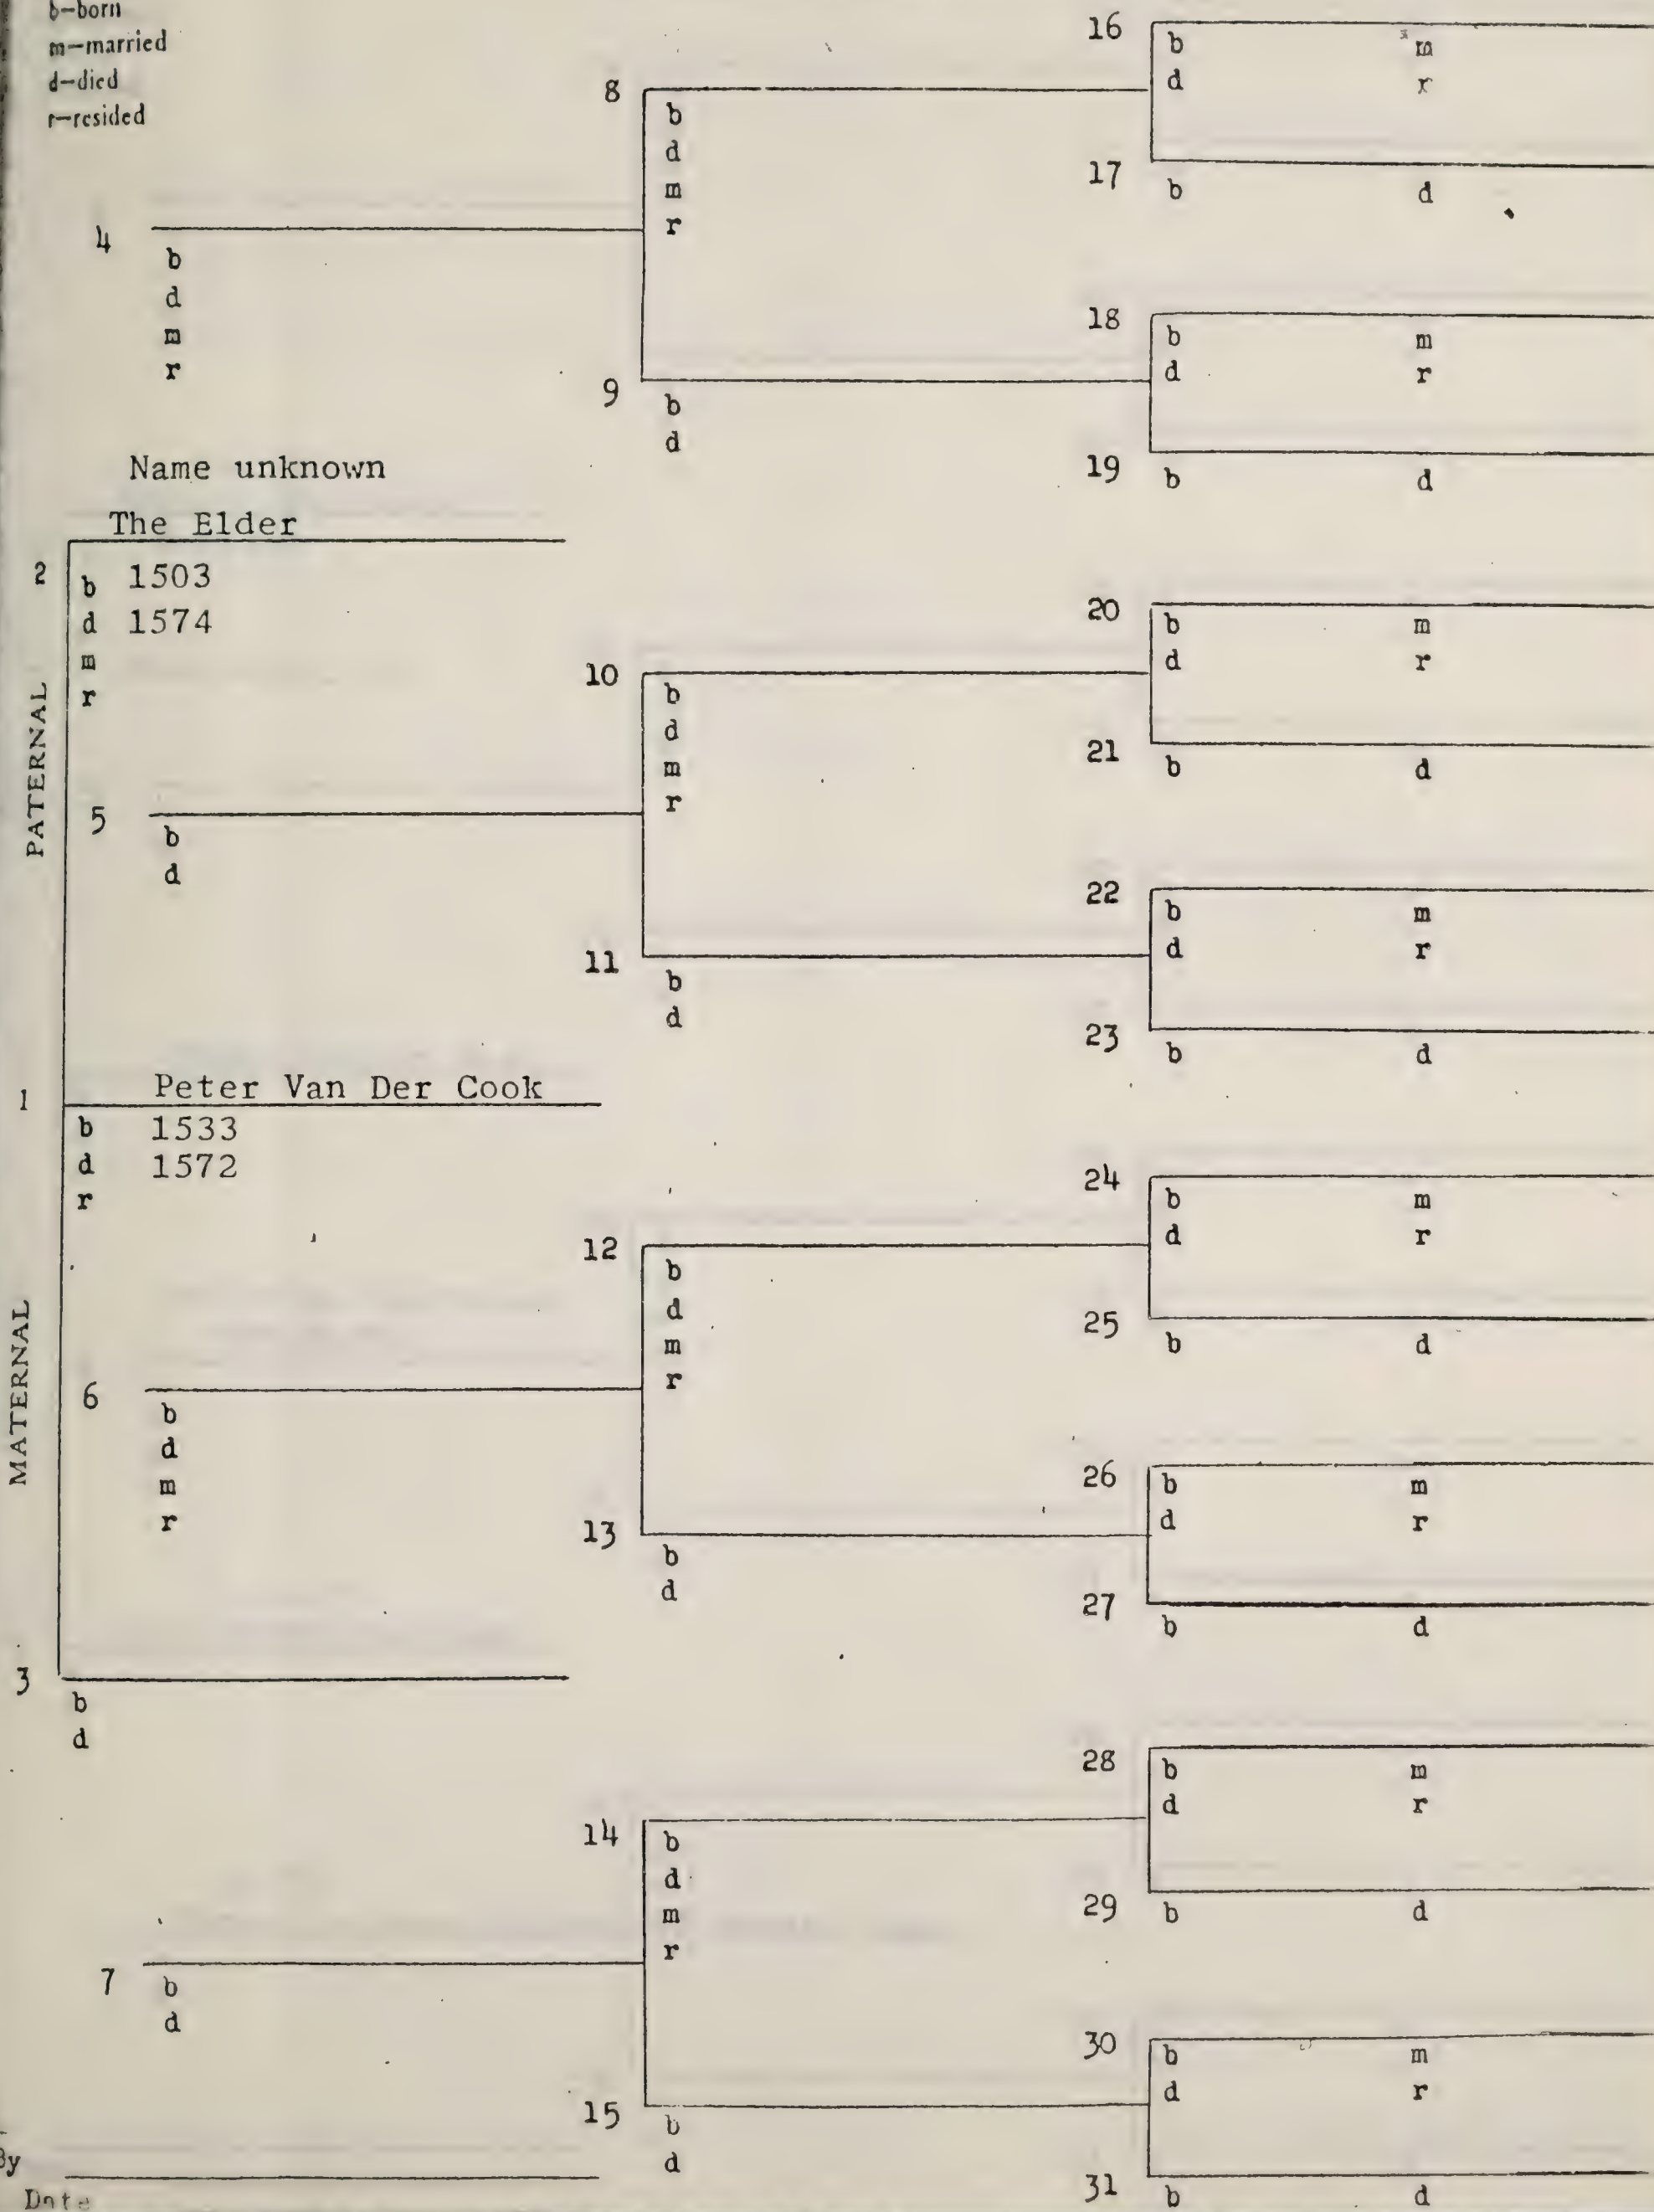 b—born
m—married
d—died
r—resided
16
b m
d r
8
b
d
m
r
17
b d
4
b
d
m
r
18
b m
d r
9
b
d
19
b d
Name unknown
The Elder
2
b 1503
d 1574
m
r
PATERNAL
20
b m
d r
10
b
d
m
r
21
b d
5
b
d
22
b m
d r
11
b
d
23
b d
1
Peter Van Der Cook
b 1533
d 1572
r
24
b m
d r
12
b
d
m
r
25
b d
MATERNAL
6
b
d
m
r
26
b m
d r
13
b
d
27
b d
3
b
d
28
b m
d r
14
b
d
m
r
29
b d
7
b
d
30
b m
d r
15
b
d
31
b d
By
Date